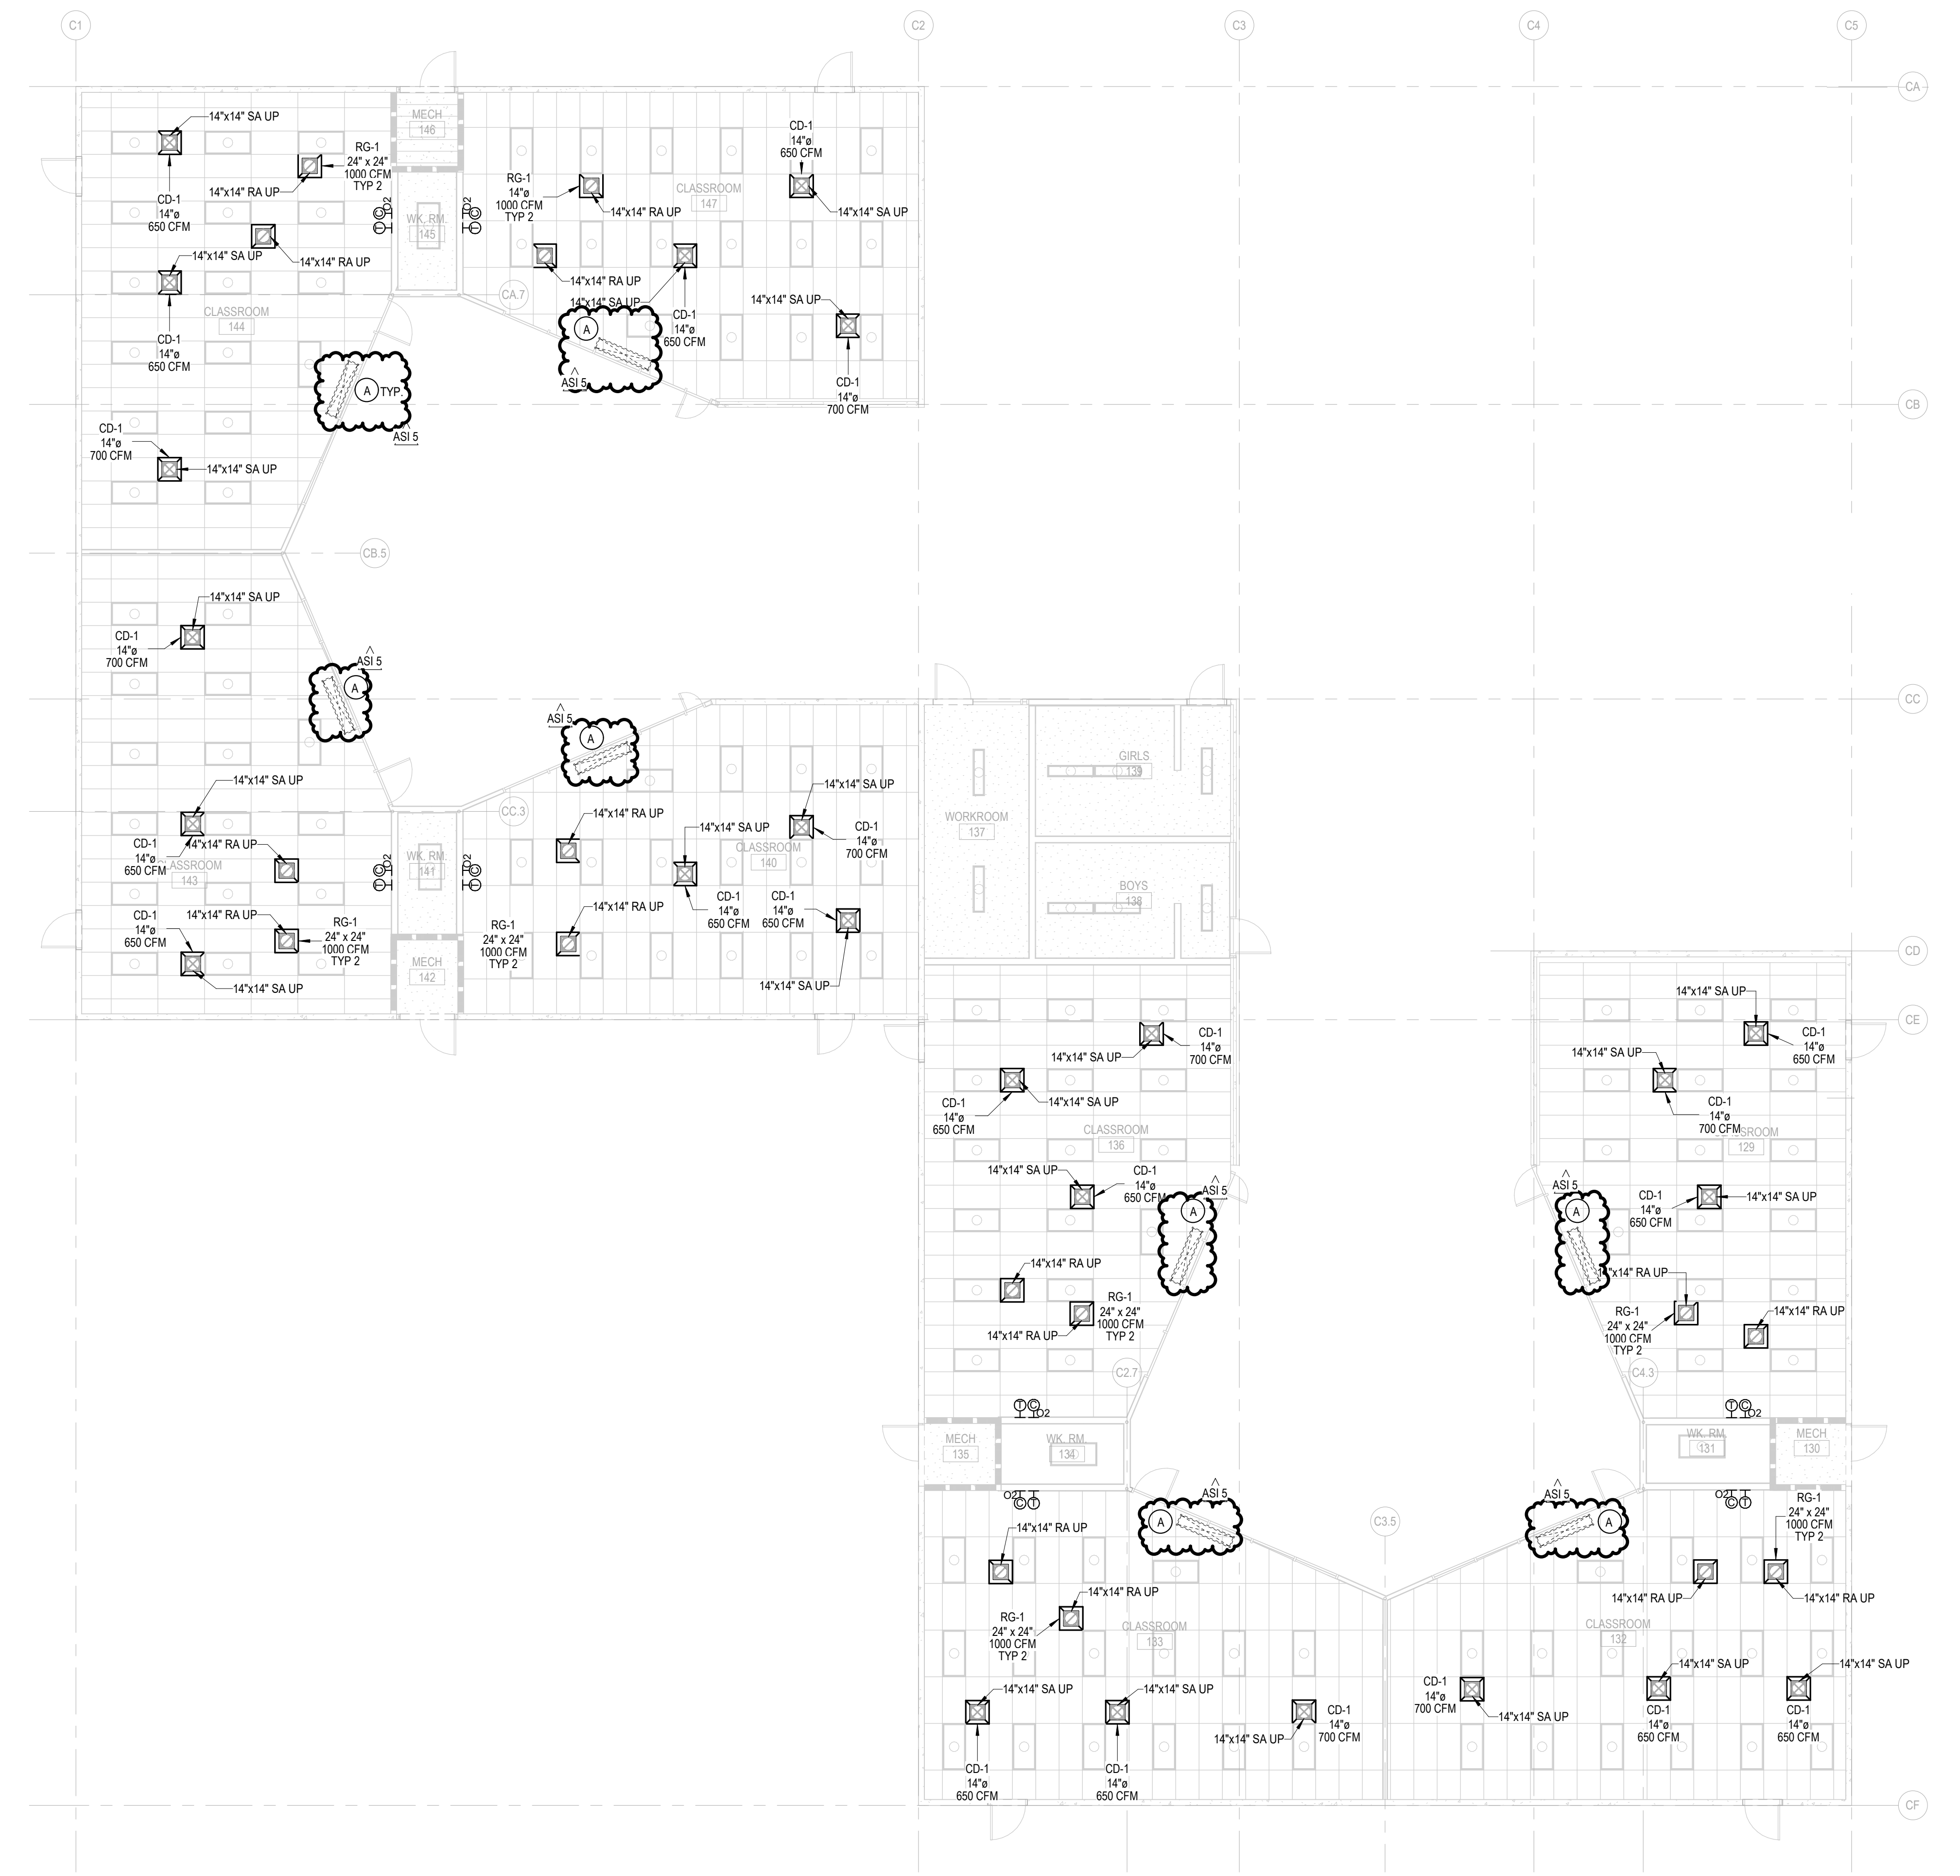 C1
C2
C3
C4
C5
CA
14"x14" SA UP
MECH
146
RG-1
24" x 24"
1000 CFM
TYP 2
14"x14" RA UP
CD-1
14"ø
650 CFM
O2
C
T
WK. RM.
145
O2
C
T
14"x14" SA UP
14"x14" RA UP
CD-1
14"ø
650 CFM
CLASSROOM
144
CD-1
14"ø
650 CFM
RG-1
14"ø
1000 CFM
TYP 2
CLASSROOM
147
14"x14" RA UP
14"x14" SA UP
14"x14" RA UP
14"x14" SA UP
CA.7
14"x14" SA UP
A
CD-1
14"ø
650 CFM
ASI 5
CD-1
14"ø
700 CFM
A
TYP.
ASI 5
CB
CD-1
14"ø
700 CFM
14"x14" SA UP
CB.5
14"x14" SA UP
CD-1
14"ø
700 CFM
ASI 5
A
CC
ASI 5
A
14"x14" SA UP
14"x14" SA UP
CC.3
14"x14" RA UP
14"x14" SA UP
CD-1
14"ø
700 CFM
CD-1
14"ø
650 CFM
14"x14" RA UP
CLASSROOM
143
O2
C
T
WK. RM.
141
O2
C
T
CLASSROOM
140
CD-1
14"ø
650 CFM
14"x14" RA UP
RG-1
24" x 24"
1000 CFM
TYP 2
14"x14" SA UP
RG-1
24" x 24"
1000 CFM
TYP 2
14"x14" RA UP
CD-1
14"ø
650 CFM
CD-1
14"ø
650 CFM
MECH
142
14"x14" SA UP
GIRLS
139
WORKROOM
137
BOYS
138
CD
CE
CD-1
14"ø
700 CFM
14"x14" SA UP
14"x14" SA UP
CD-1
14"ø
650 CFM
CLASSROOM
136
14"x14" SA UP
CD-1
14"ø
650 CFM
ASI 5
A
14"x14" RA UP
RG-1
24" x 24"
1000 CFM
TYP 2
14"x14" RA UP
C2.7
T
C
O2
14"x14" SA UP
CD-1
14"ø
650 CFM
14"x14" SA UP
CD-1
14"ø
700 CFM
CLASSROOM
129
ASI 5
A
CD-1
14"ø
650 CFM
14"x14" SA UP
14"x14" RA UP
RG-1
24" x 24"
1000 CFM
TYP 2
14"x14" RA UP
C4.3
T
C
O2
MECH
135
WK. RM.
134
WK. RM.
131
MECH
130
O2
C
T
ASI 5
A
C3.5
ASI 5
A
O2
C
T
RG-1
24" x 24"
1000 CFM
TYP 2
14"x14" RA UP
14"x14" RA UP
RG-1
24" x 24"
1000 CFM
TYP 2
CLASSROOM
133
14"x14" SA UP
14"x14" SA UP
14"x14" SA UP
CD-1
14"ø
700 CFM
CD-1
14"ø
650 CFM
CD-1
14"ø
650 CFM
14"x14" RA UP
14"x14" RA UP
CLASSROOM
132
14"x14" SA UP
14"x14" SA UP
CD-1
14"ø
700 CFM
14"x14" SA UP
CD-1
14"ø
650 CFM
CD-1
14"ø
650 CFM
CF